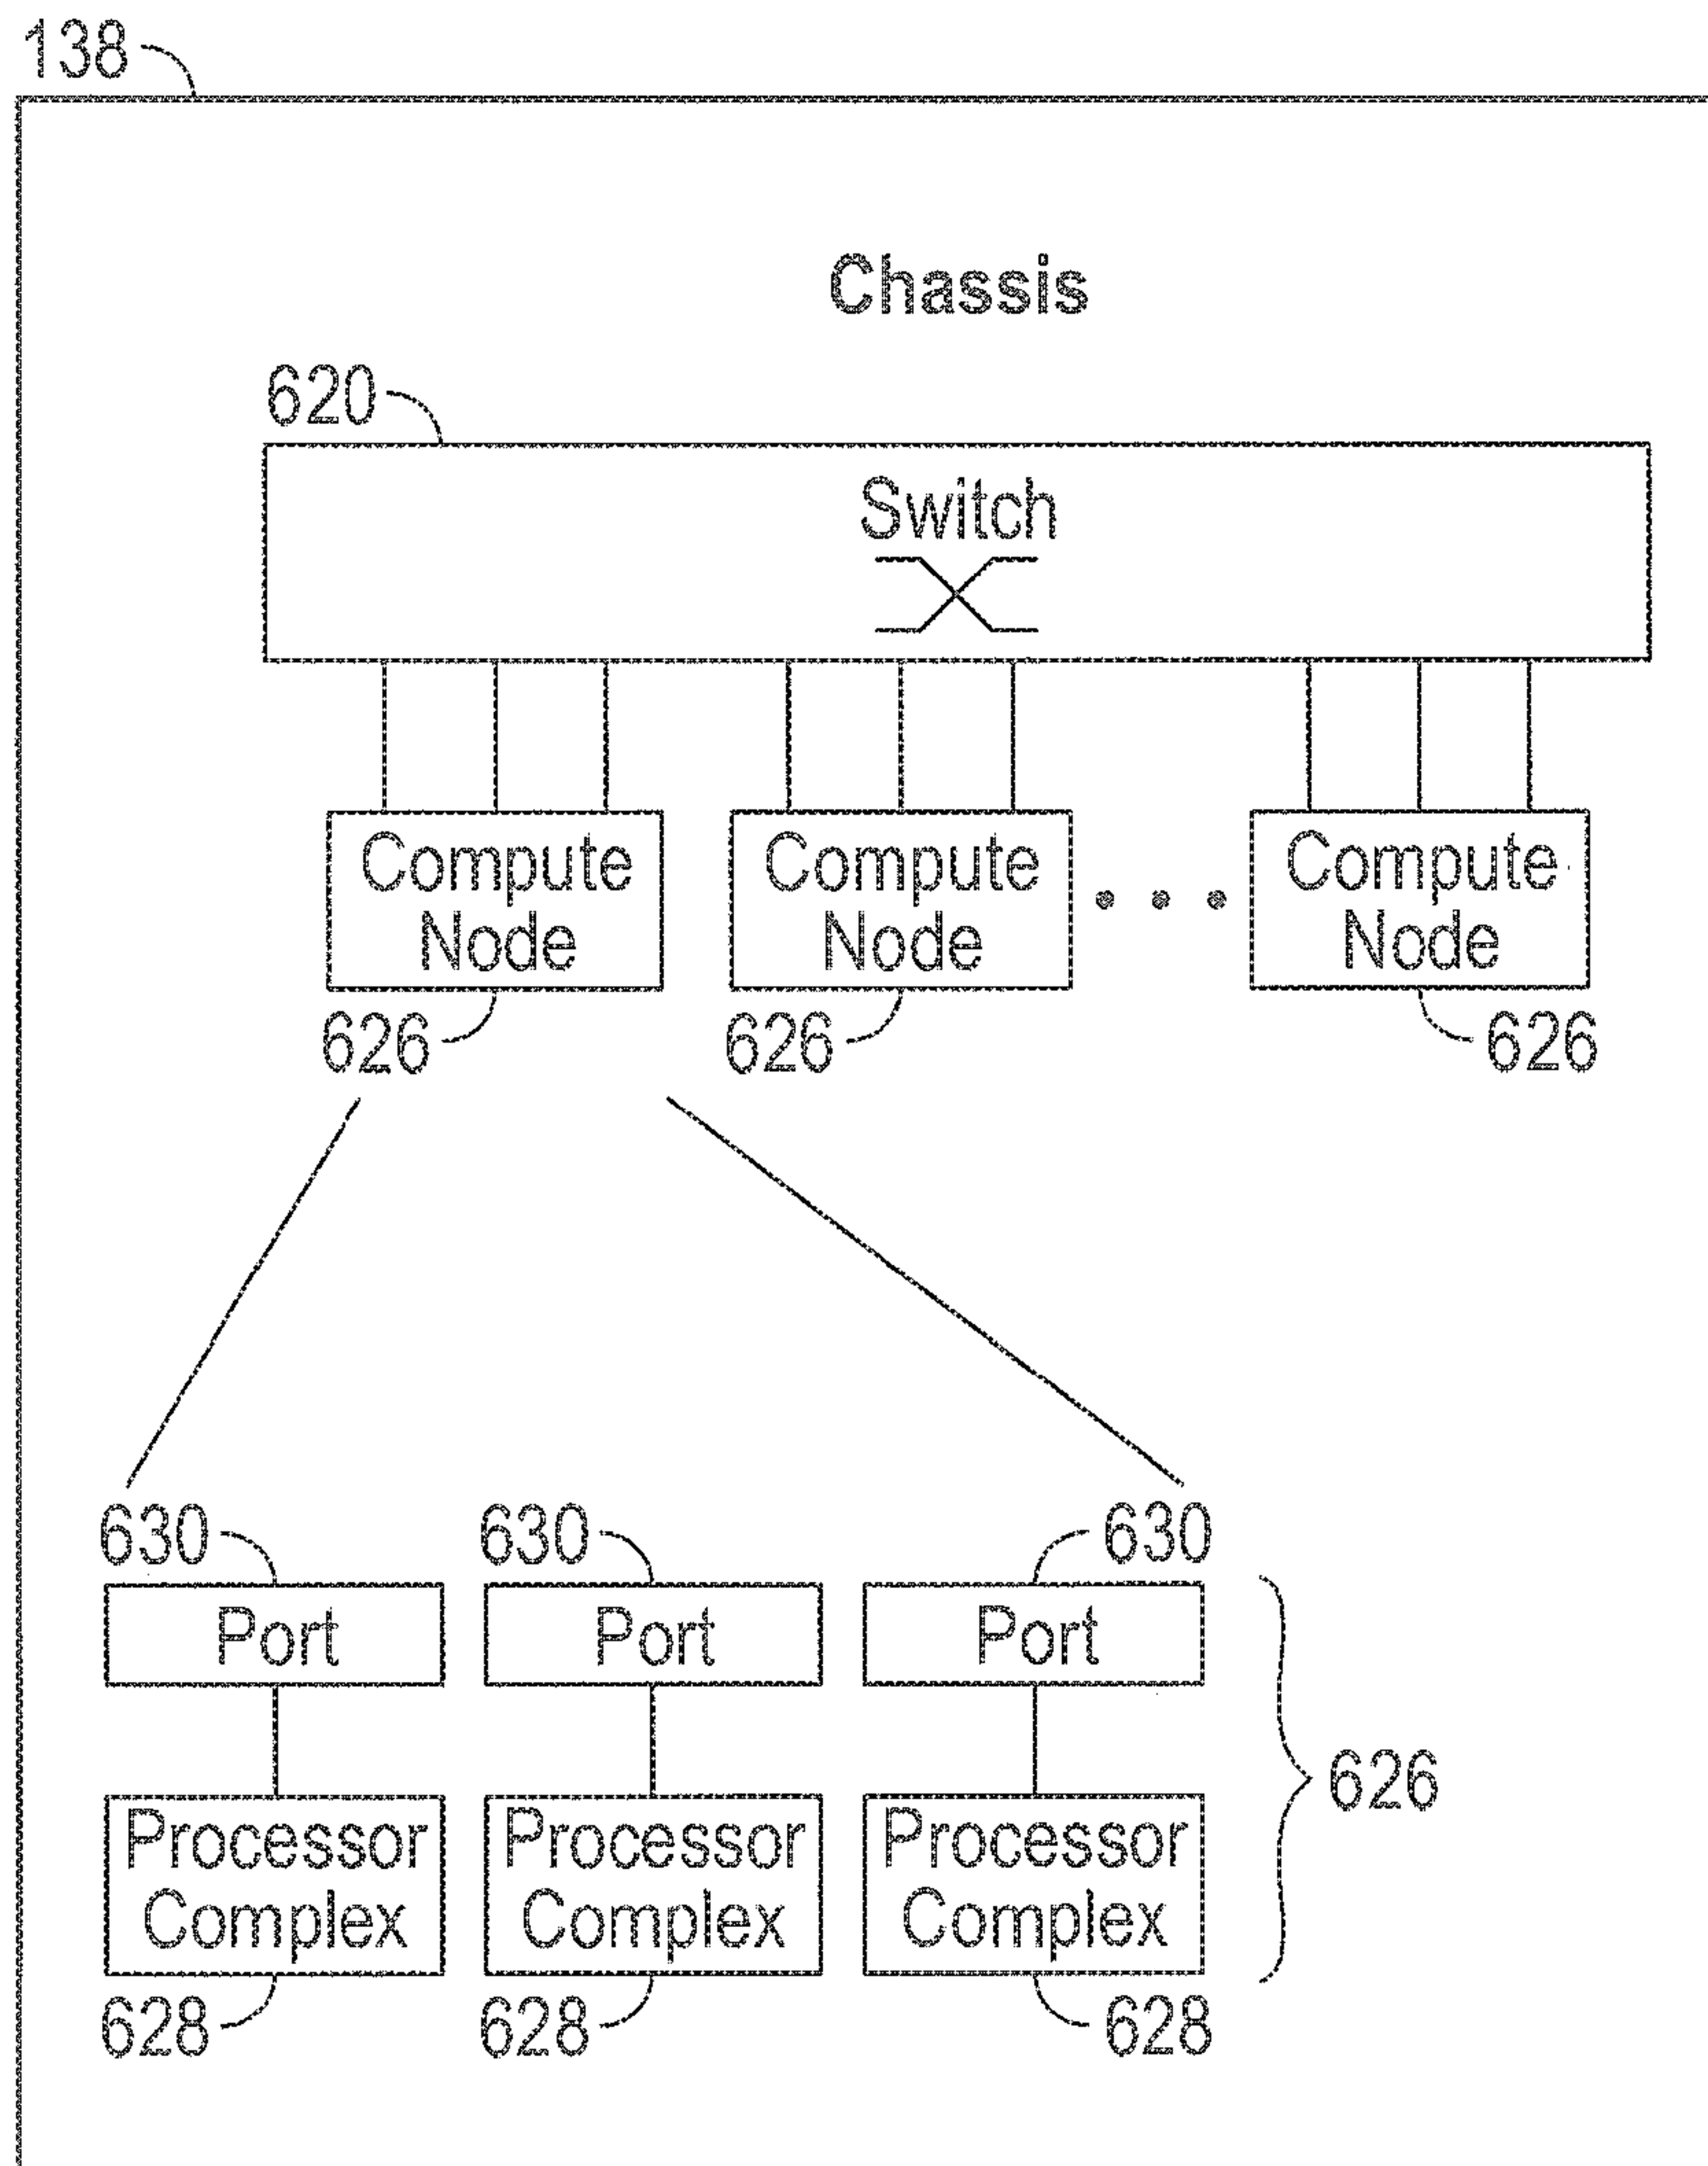 138
Chassis
620
Switch
Compute Compute Compute
Node Node Node
626 626 626
630 630 630
Port Port Port
626
Processor Processor Processor
Complex Complex Complex
628 628 628